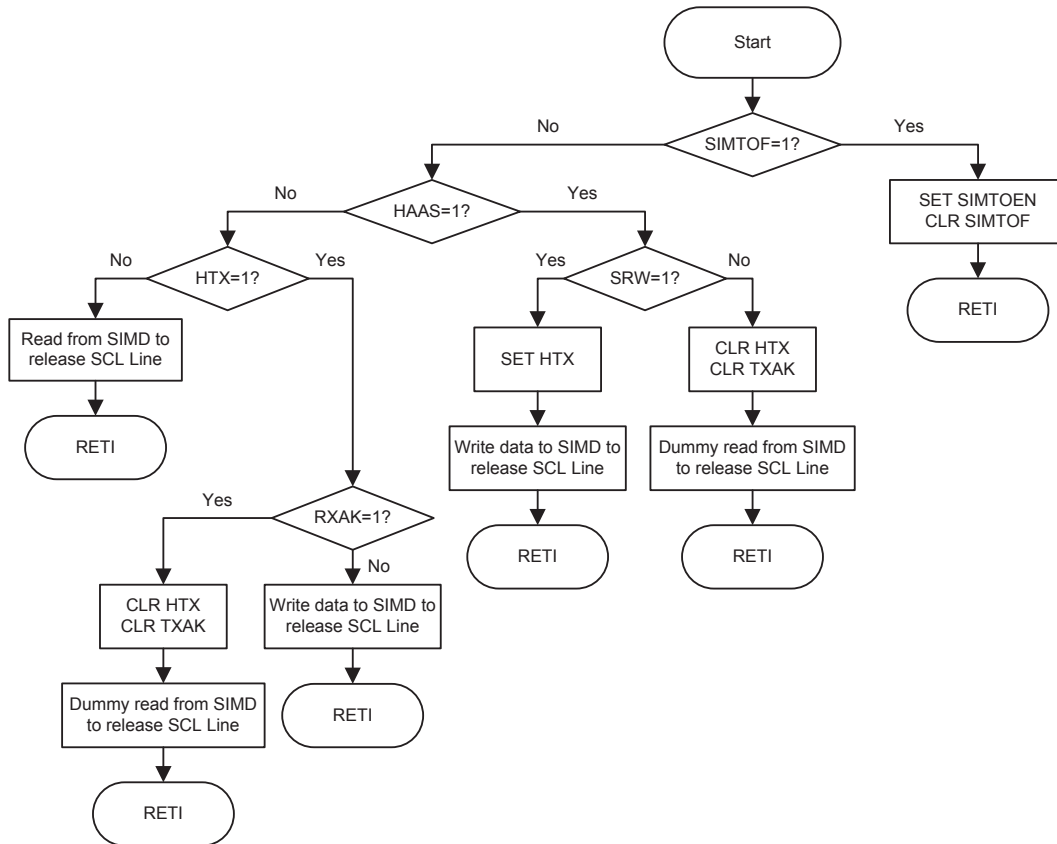 Start
No
SIMTOF=1?
Yes
No
HAAS=1?
Yes
SET SIMTOEN
CLR SIMTOF
No
HTX=1?
Yes
Yes
SRW=1?
No
RETI
Read from SIMD to
release SCL Line
SET HTX
CLR HTX
CLR TXAK
RETI
Write data to SIMD to
release SCL Line
Dummy read from SIMD
to release SCL Line
Yes
RXAK=1?
No
RETI
RETI
CLR HTX
CLR TXAK
Write data to SIMD to
release SCL Line
Dummy read from SIMD
to release SCL Line
RETI
RETI